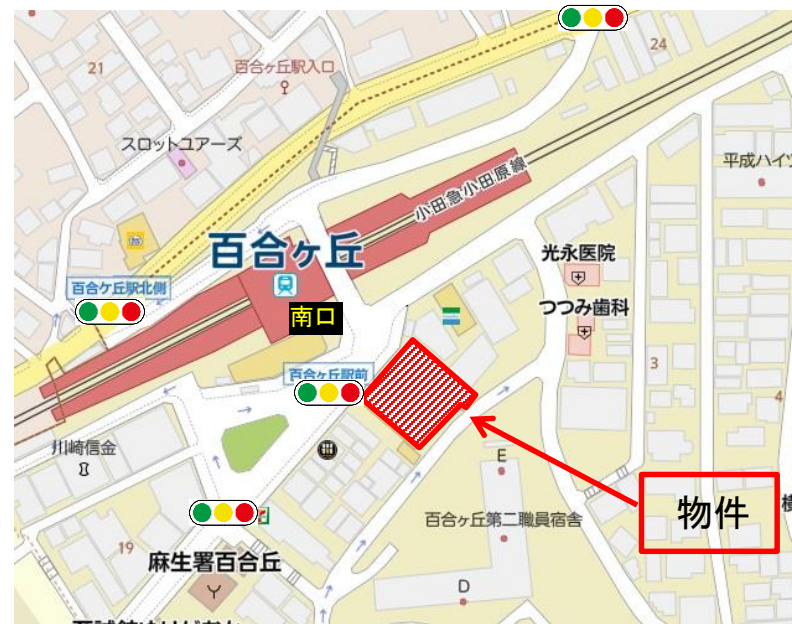 24
21
百合ヶ丘駅入口
スロットユアーズ
平成ハイツ
小田急小田原線
百合ヶ丘
光永医院
百合ケ丘駅北側
つつみ歯科
南口
百合ケ丘駅前
3
4
川崎信金
E
物件
百合ヶ丘第二職員宿舎
19
麻生署百合丘
D